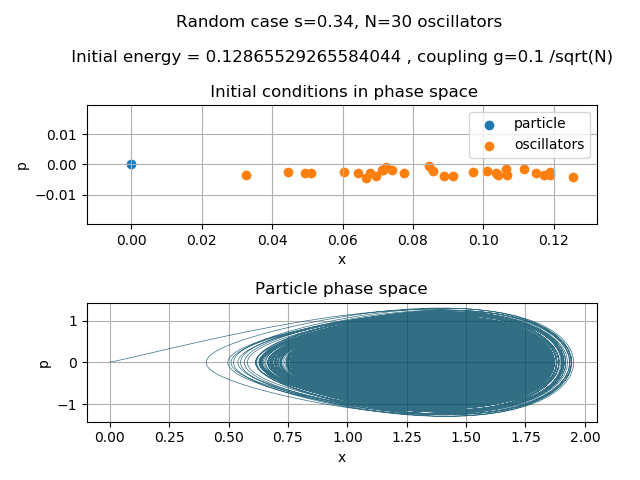 Random case s=0.34, N=30 oscillators
Initial energy = 0.12865529265584044 , coupling g=0.1 /sqrt(N)
Initial conditions in phase space
particle
oscillators
0.01
0.00
−0.01
p
0.00 0.02 0.04 0.06 0.08 0.10 0.12
x
Particle phase space
1
0
−1
p
0.00 0.25 0.50 0.75 1.00 1.25 1.50 1.75 2.00
x